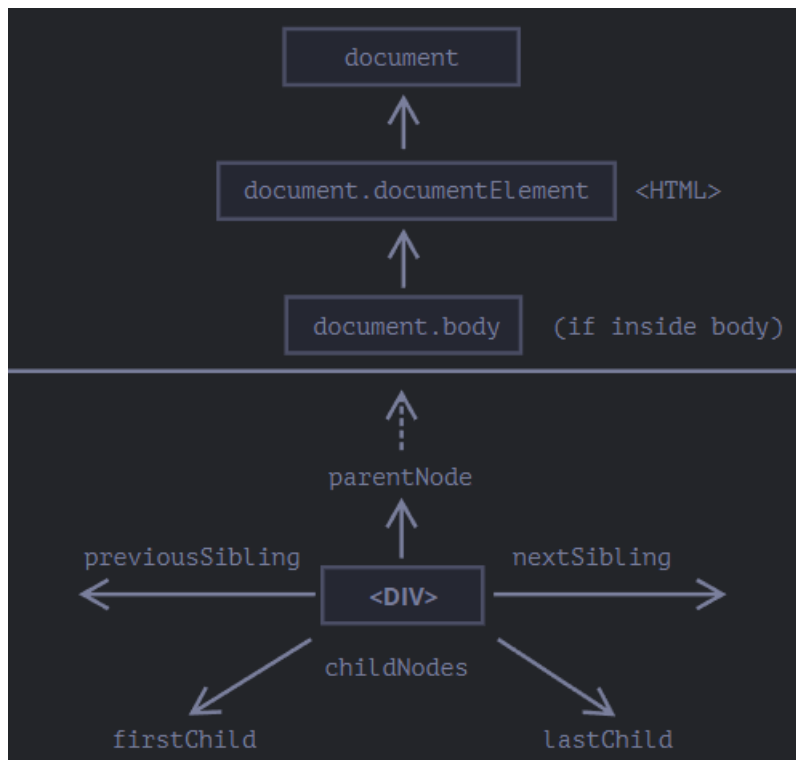 document
document.documentElement <HTML>
document.body (if inside body)
parentNode
previousSibling nextSibling
<DIV>
childNodes
firstChild lastChild